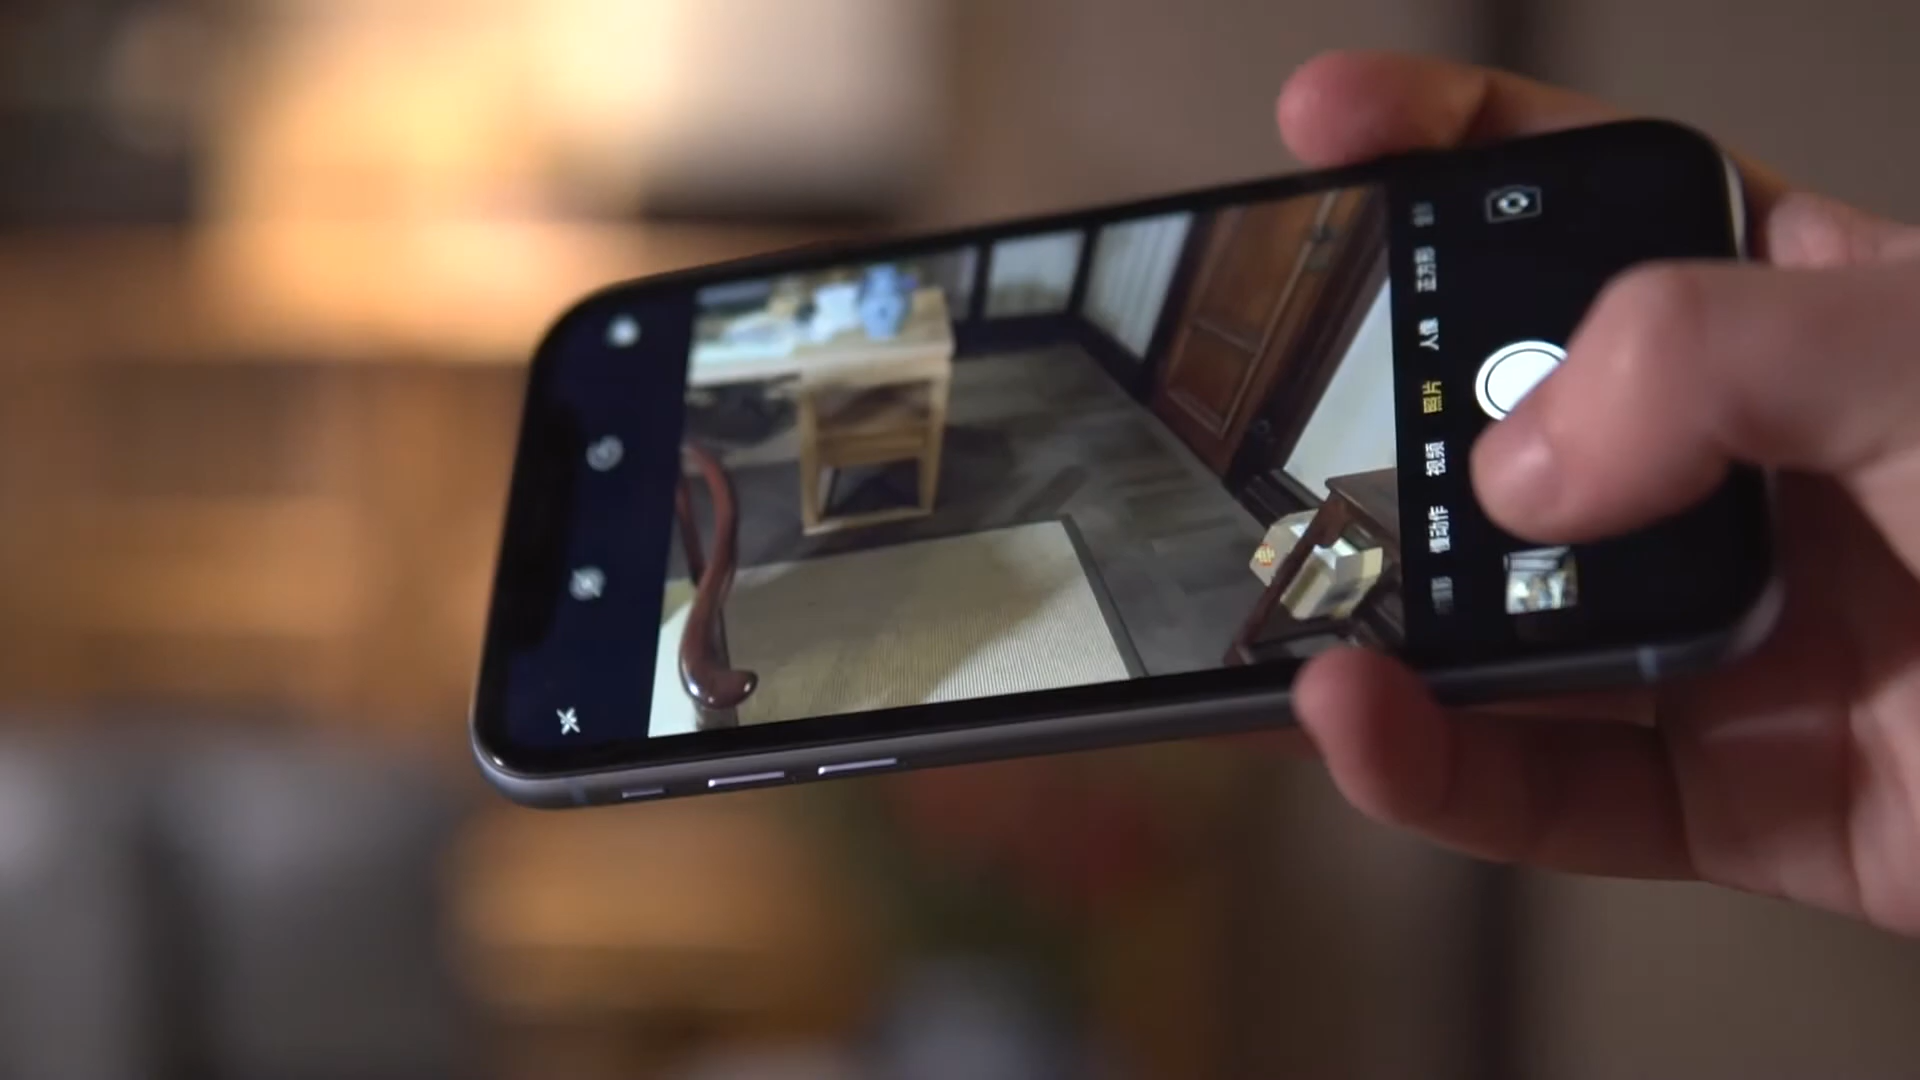 慢动作 视频 照片 人像 正方形